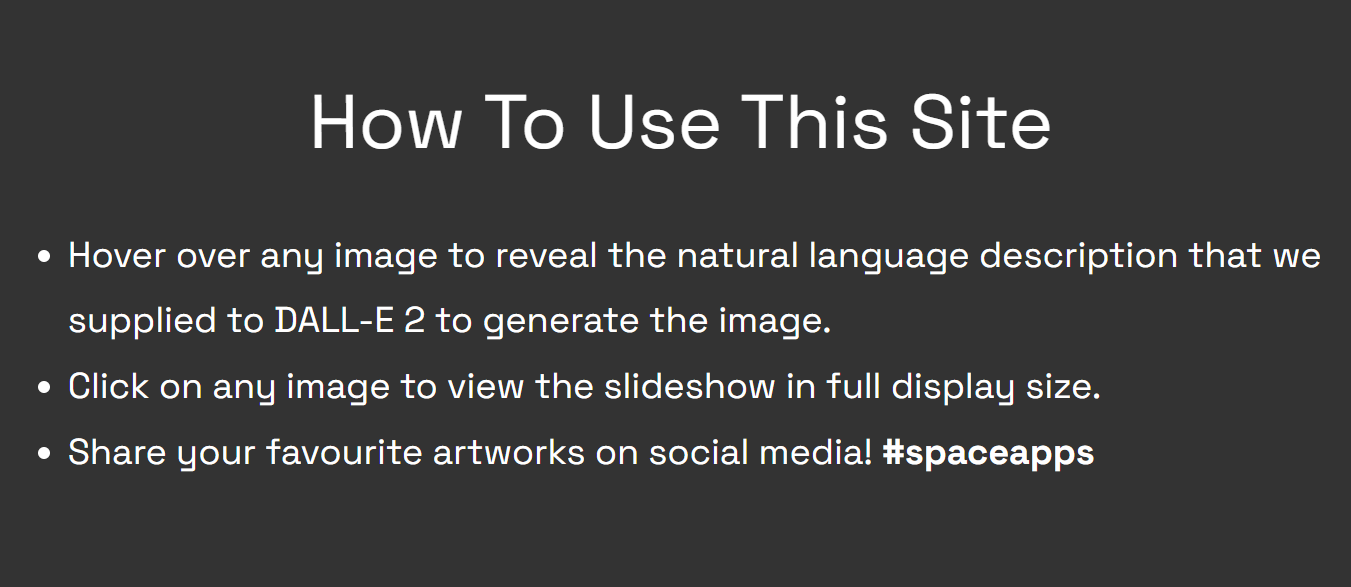 How To Use This Site
• Hover over any image to reveal the natural language description that we
supplied to DALL-E 2 to generate the image.
• Click on any image to view the slideshow in full display size.
• Share your favourite artworks on social media! #spaceapps